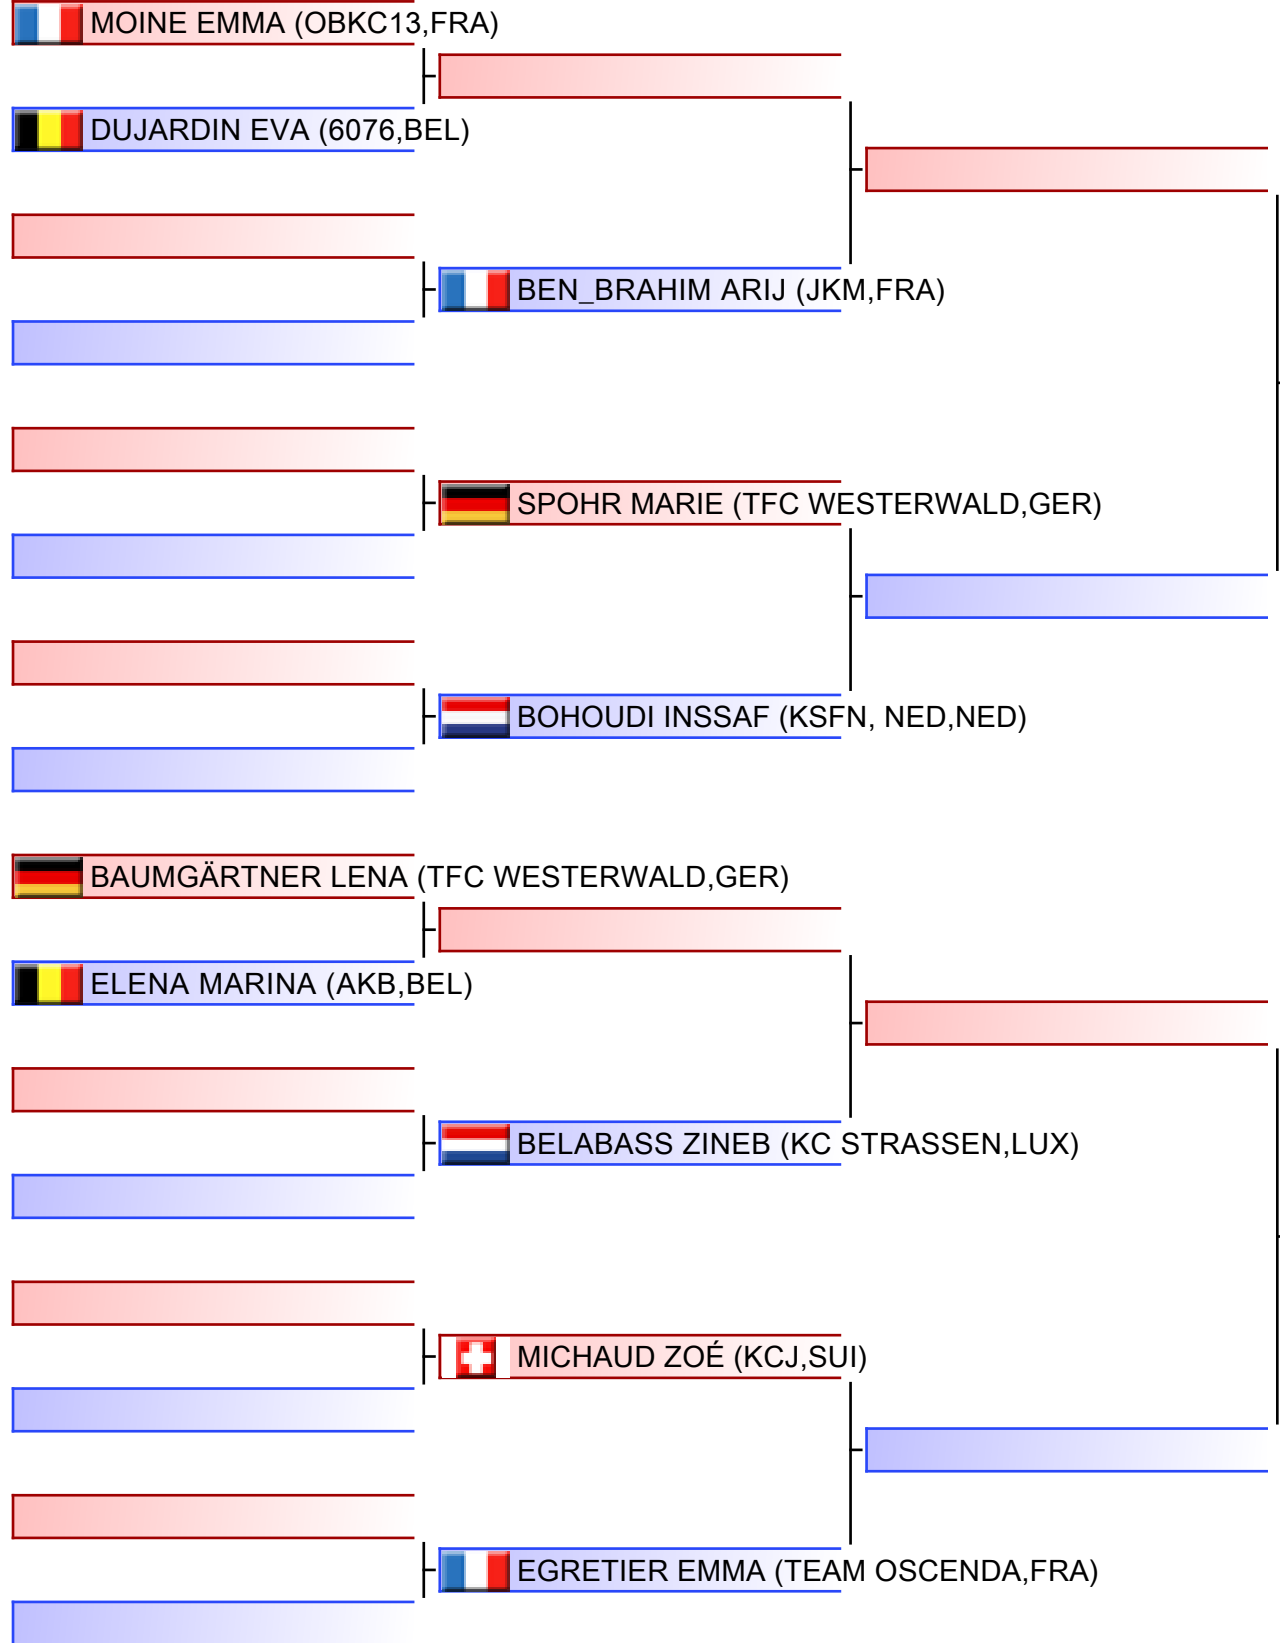 MOINE EMMA (OBKC13,FRA)
DUJARDIN EVA (6076,BEL)
BEN_BRAHIM ARIJ (JKM,FRA)
SPOHR MARIE (TFC WESTERWALD,GER)
BOHOUDI INSSAF (KSFN, NED,NED)
BAUMGÄRTNER LENA (TFC WESTERWALD,GER)
ELENA MARINA (AKB,BEL)
BELABASS ZINEB (KC STRASSEN,LUX)
MICHAUD ZOÉ (KCJ,SUI)
EGRETIER EMMA (TEAM OSCENDA,FRA)